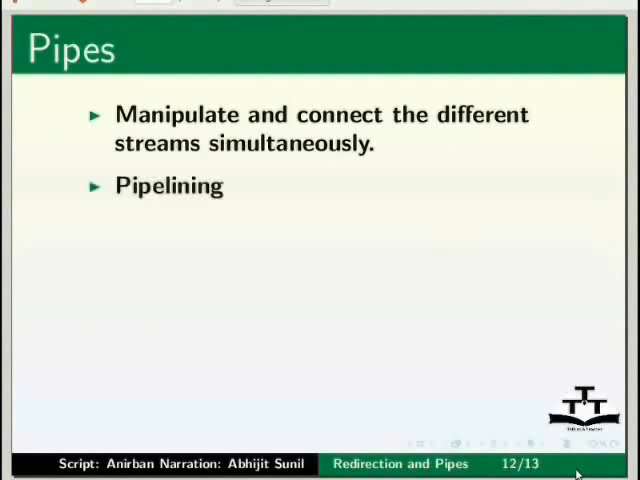 Pipes
Manipulate and connect the different
streams simultaneously.
Pipelining
TTT
Script: Anirban Narration: Abhijit Sunil Redirection and Pipes 12/13